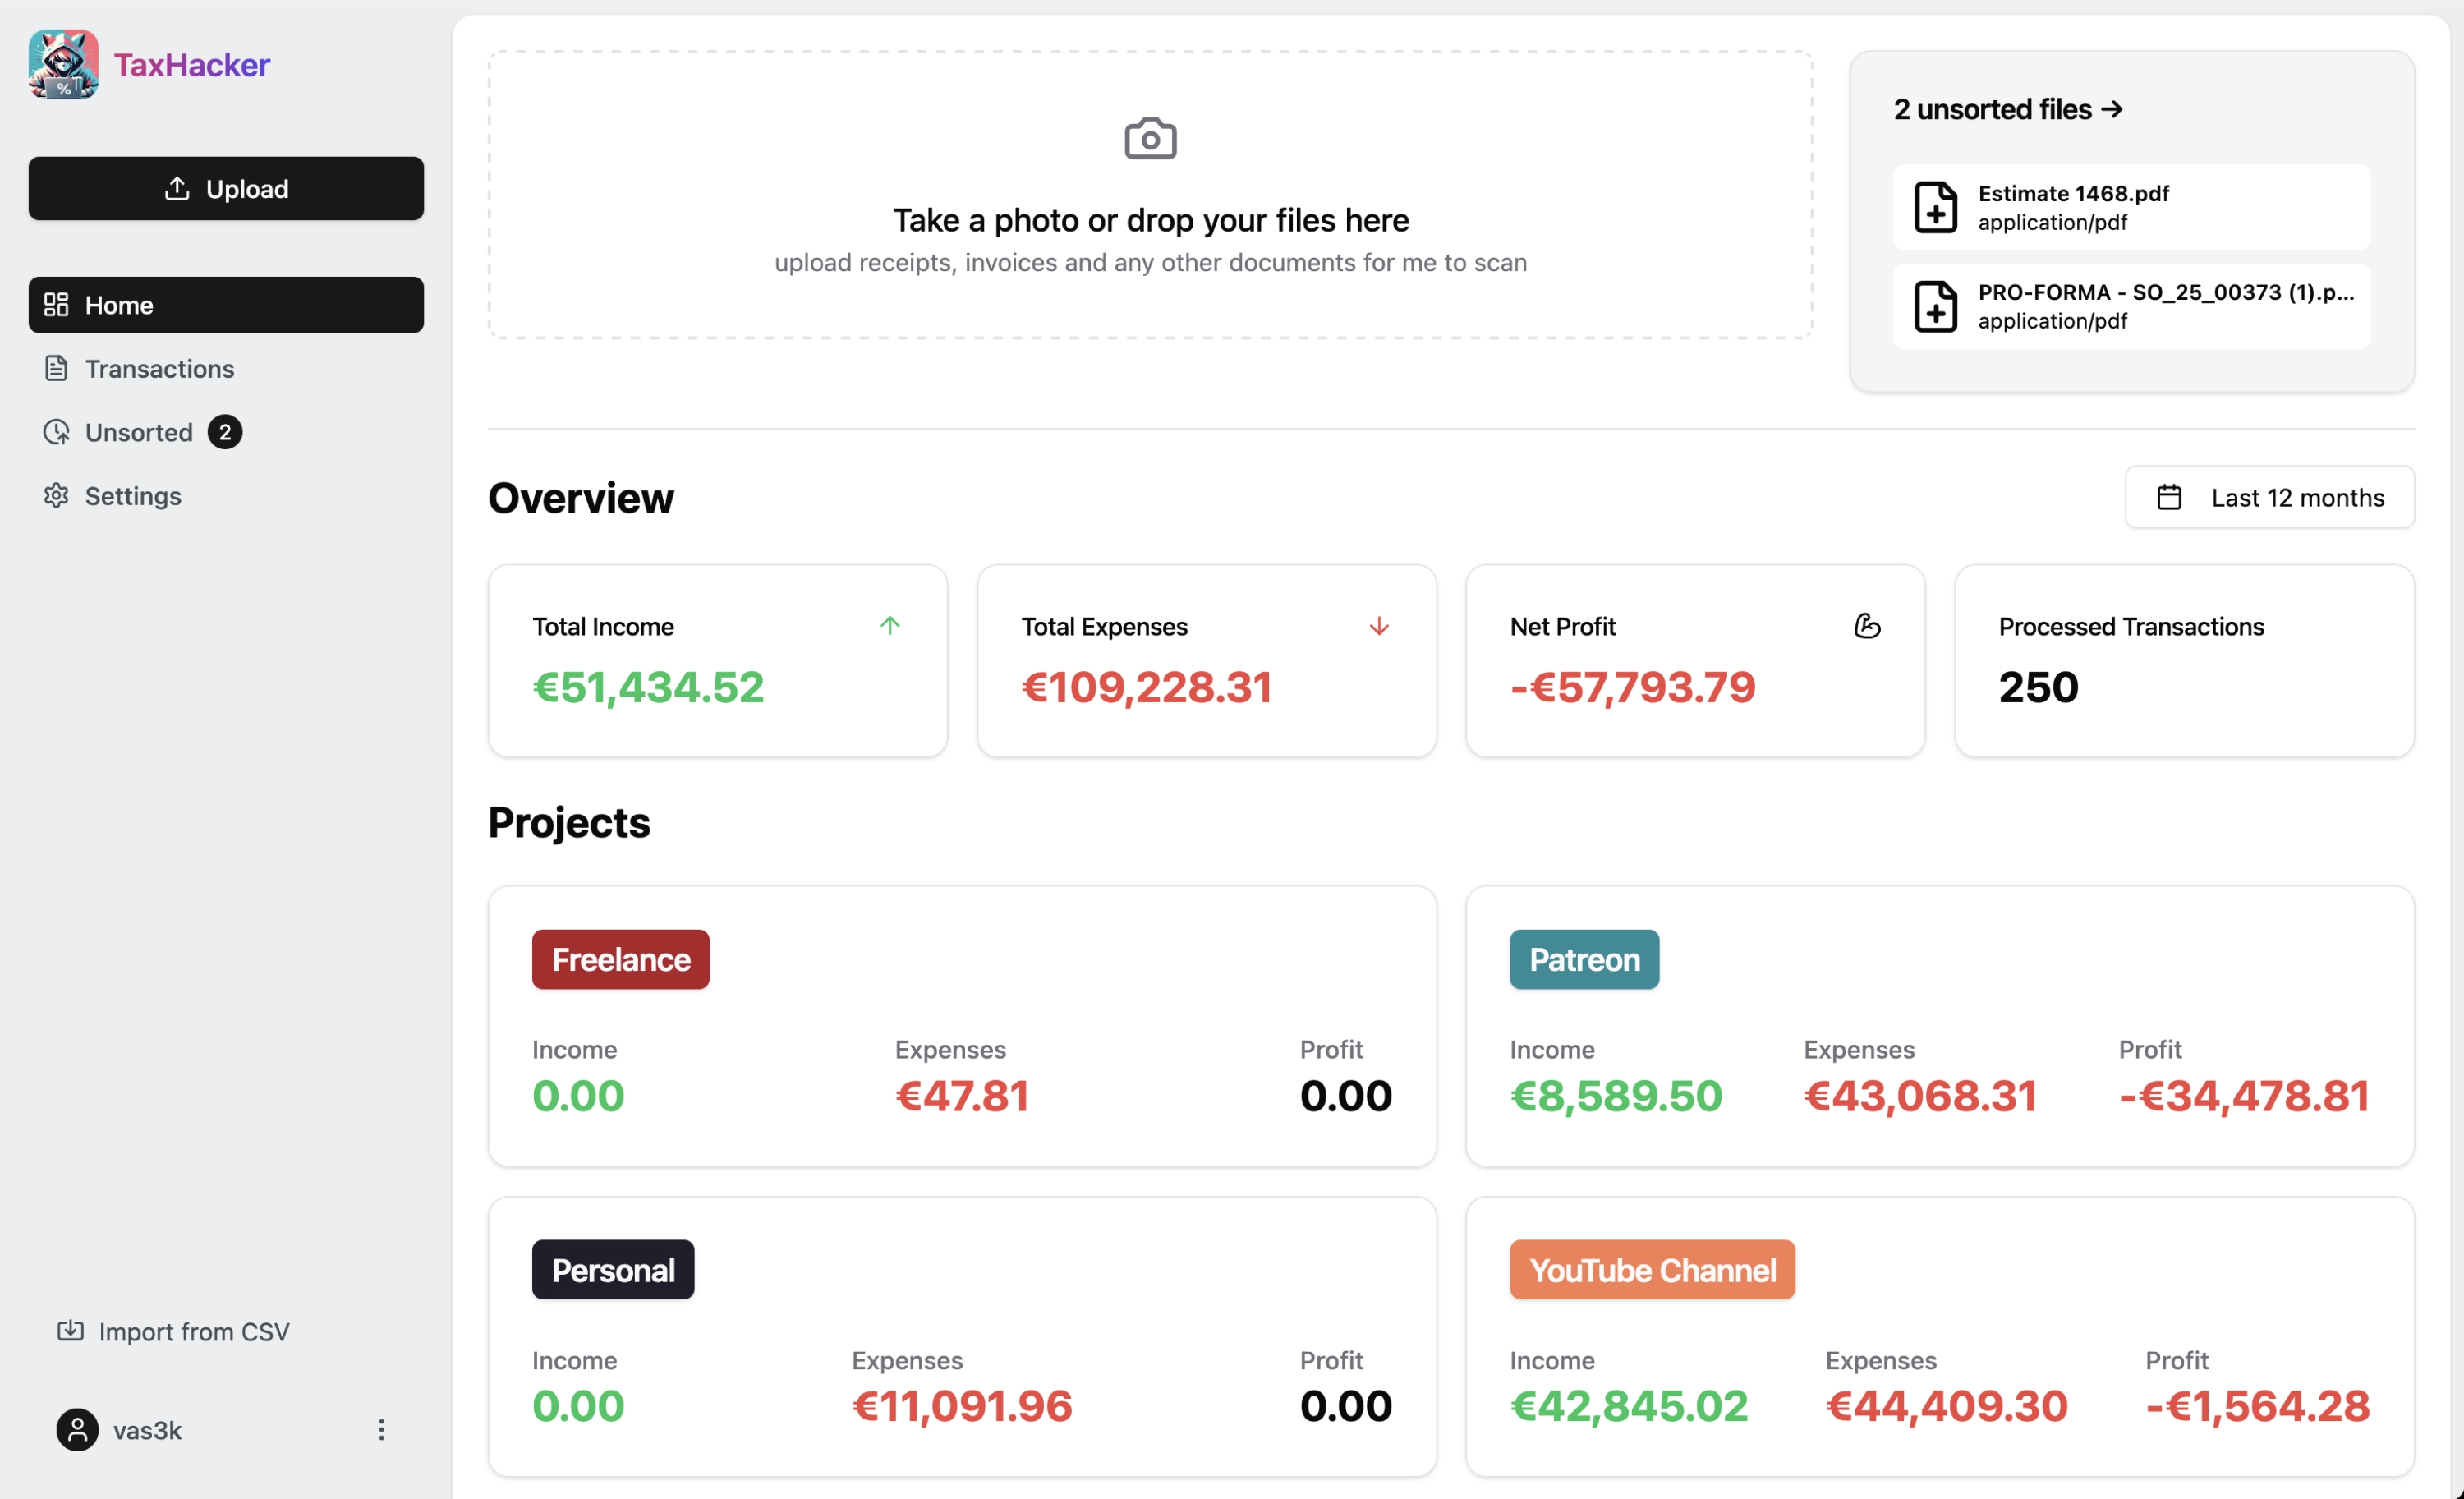 TaxHacker
Upload
Home
Transactions
Unsorted 2
Settings
Import from CSV
vas3k
Take a photo or drop your files here
upload receipts, invoices and any other documents for me to scan
2 unsorted files →
Estimate 1468.pdf
application/pdf
PRO-FORMA - SO_25_00373 (1).p...
application/pdf
Overview
Last 12 months
Total Income
€51,434.52
Total Expenses
€109,228.31
Net Profit
-€57,793.79
Processed Transactions
250
Projects
Freelance
Income Expenses Profit
0.00 €47.81 0.00
Patreon
Income Expenses Profit
€8,589.50 €43,068.31 -€34,478.81
Personal
Income Expenses Profit
0.00 €11,091.96 0.00
YouTube Channel
Income Expenses Profit
€42,845.02 €44,409.30 -€1,564.28